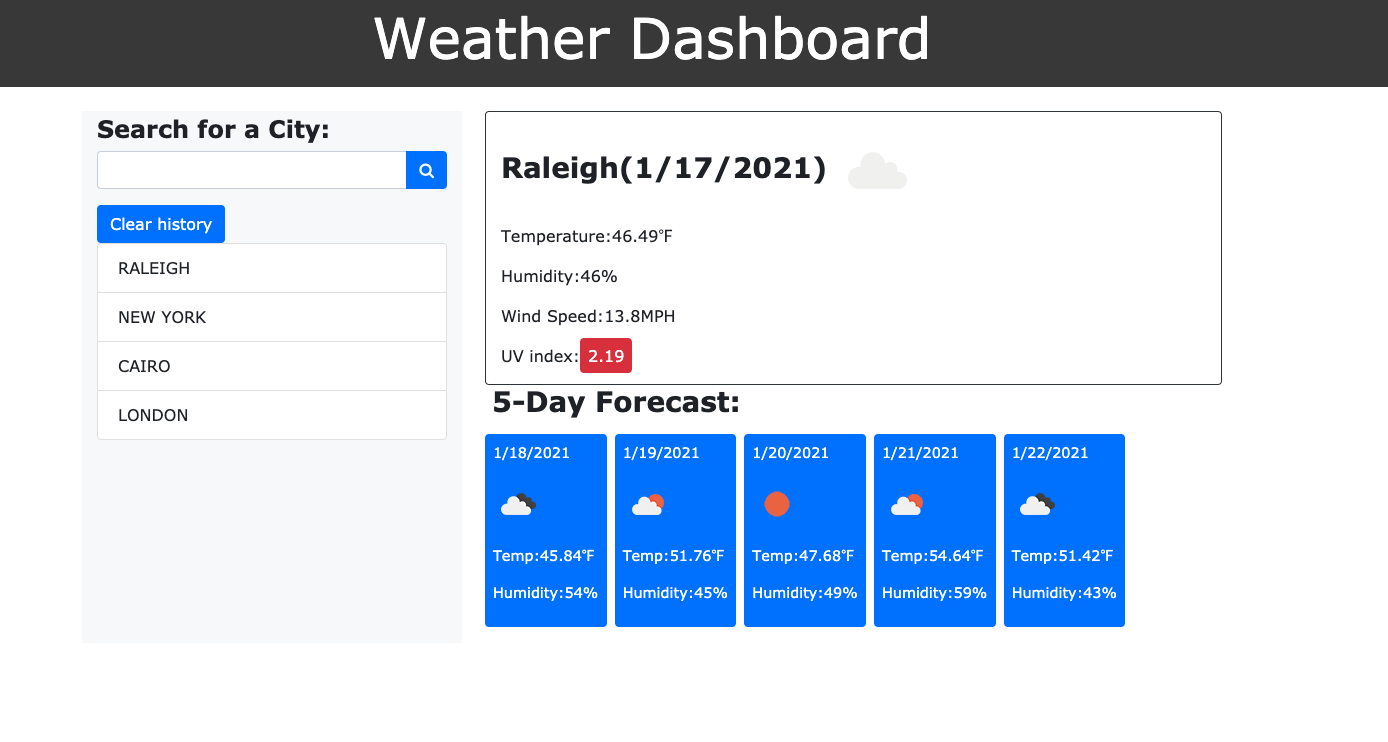 Weather Dashboard
Search for a City:
Clear history
RALEIGH
NEW YORK
CAIRO
LONDON
Raleigh(1/17/2021)
Temperature:46.49°F
Humidity:46%
Wind Speed:13.8MPH
UV index:2.19
5-Day Forecast:
1/18/2021
Temp:45.84°F
Humidity:54%
1/19/2021
Temp:51.76°F
Humidity:45%
1/20/2021
Temp:47.68°F
Humidity:49%
1/21/2021
Temp:54.64°F
Humidity:59%
1/22/2021
Temp:51.42°F
Humidity:43%